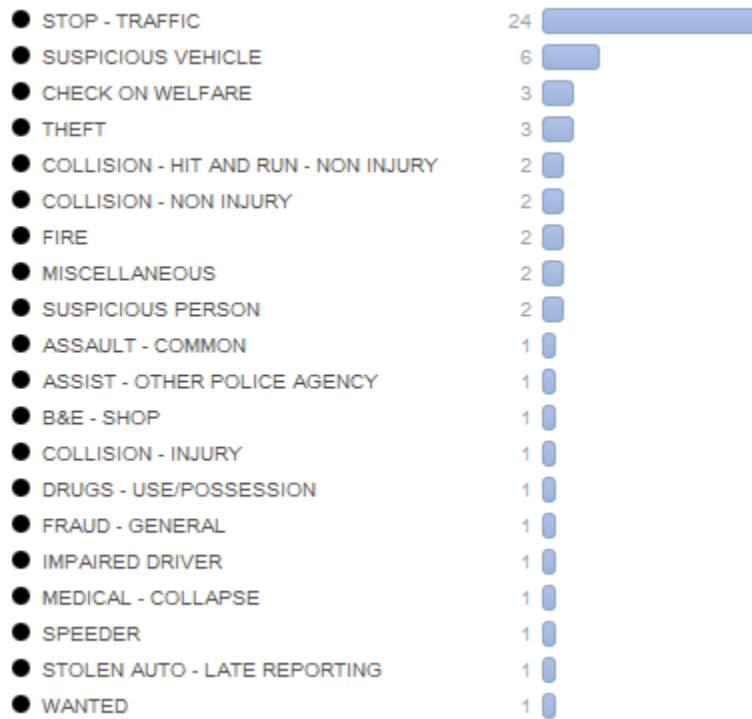 STOP - TRAFFIC 24
SUSPICIOUS VEHICLE 6
CHECK ON WELFARE 3
THEFT 3
COLLISION - HIT AND RUN - NON INJURY 2
COLLISION - NON INJURY 2
FIRE 2
MISCELLANEOUS 2
SUSPICIOUS PERSON 2
ASSAULT - COMMON 1
ASSIST - OTHER POLICE AGENCY 1
B&E - SHOP 1
COLLISION - INJURY 1
DRUGS - USE/POSSESSION 1
FRAUD - GENERAL 1
IMPAIRED DRIVER 1
MEDICAL - COLLAPSE 1
SPEEDER 1
STOLEN AUTO - LATE REPORTING 1
WANTED 1